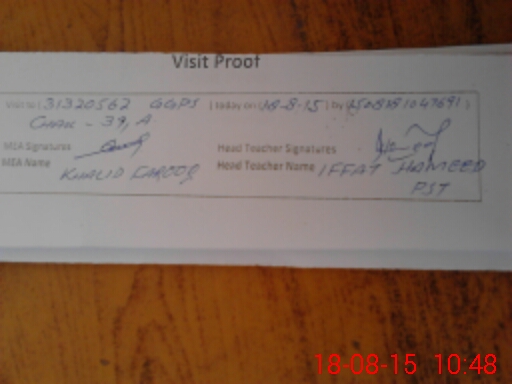 Visit Proof
Visit to ( 31320562 GGPS ) today on (18-8-15) by (1508181047691)
CHAK - 39, A
MEA Signatures Head Teacher Signatures
MEA Name KHALID FAROOQ Head Teacher Name IFFAT HAMEED
PST
18-08-15 10:48